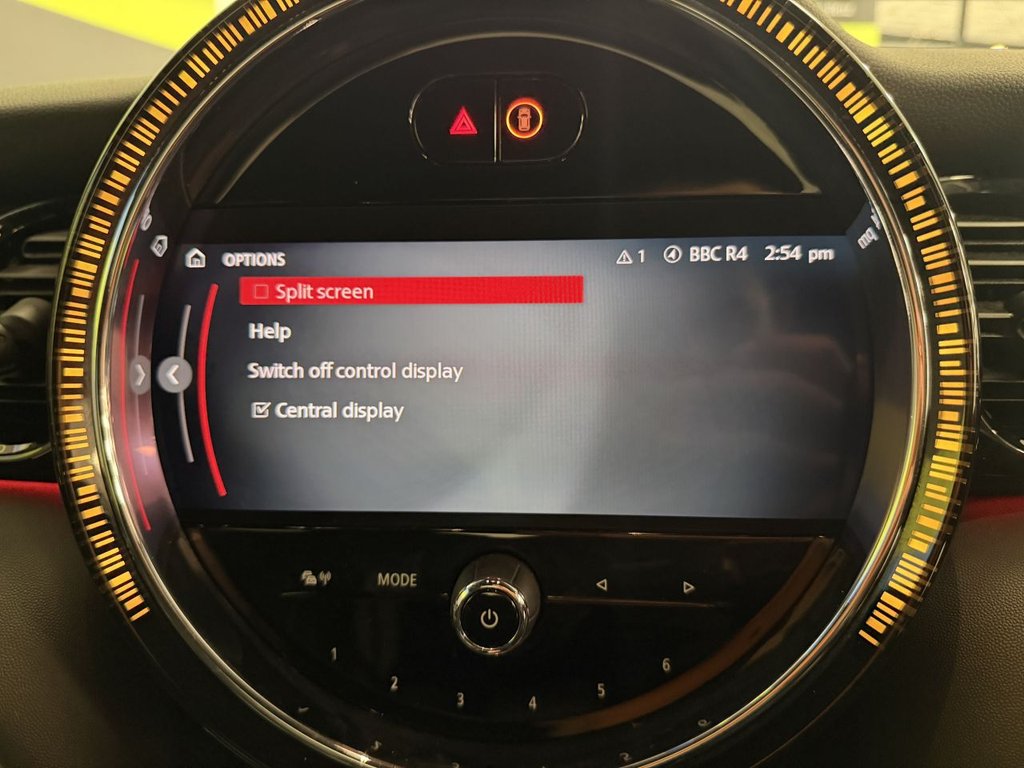 OPTIONS 1 BBC R4 2:54 pm
Split screen
Help
Switch off control display
Central display
MODE
1 2 3 4 5 6